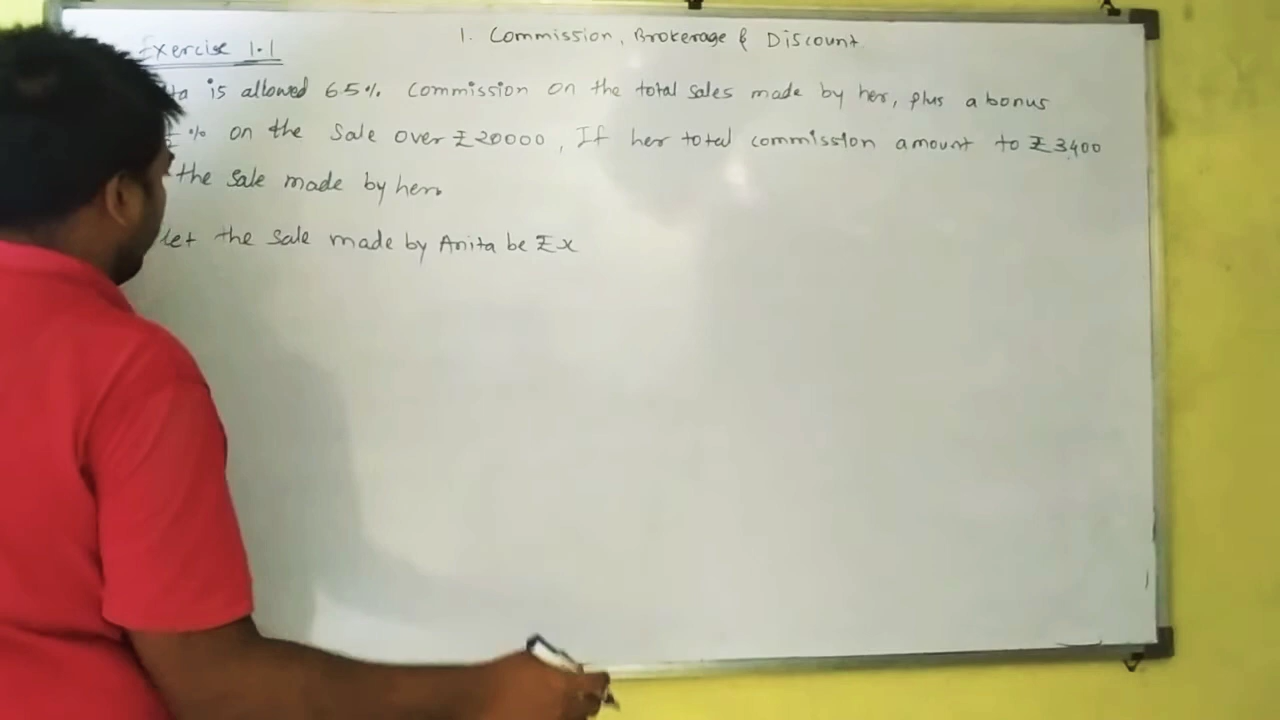 1. Commission, Brokerage & Discount.
Exercise 1.1
is allowed 65% Commission on the total sales made by her, plus a bonus
% on the Sale over ₹20000, If her total commission amount to ₹3400
the sale made by her.
let the sale made by Anita be ₹x